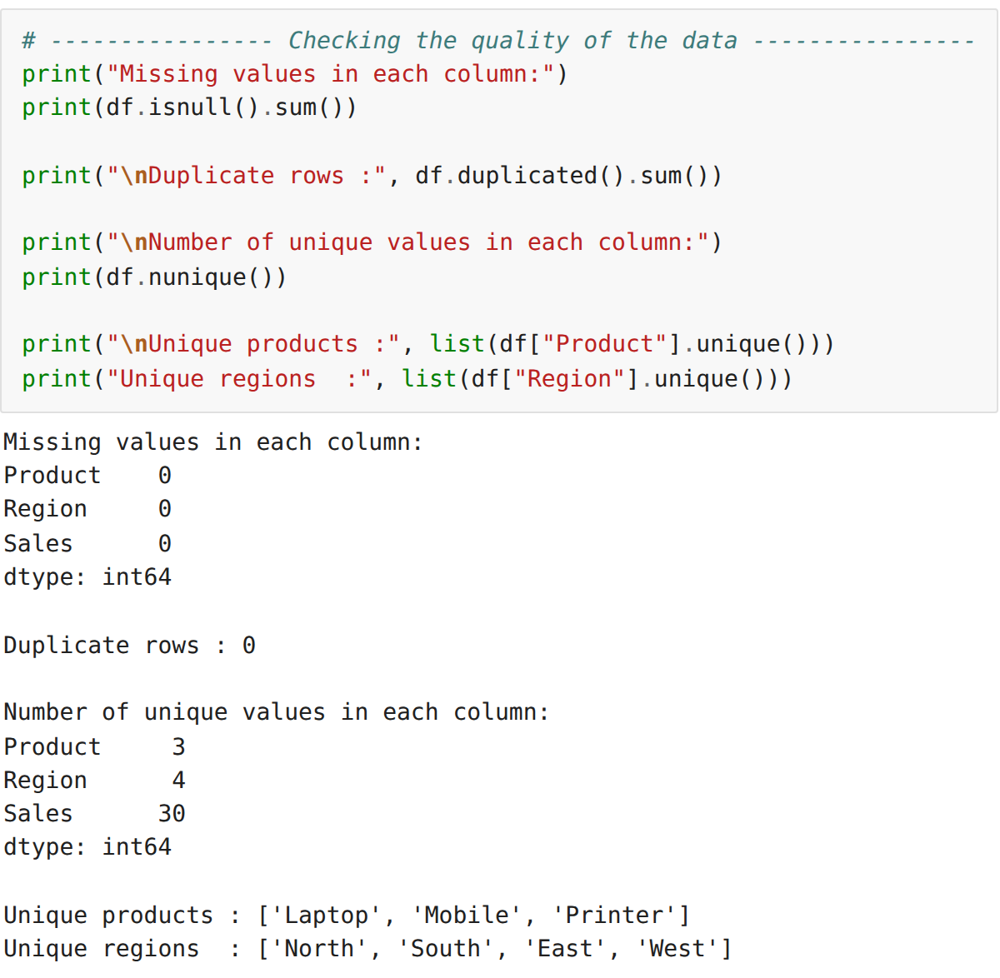 # ---------------- Checking the quality of the data ----------------
print("Missing values in each column:")
print(df.isnull().sum())
print("\nDuplicate rows :", df.duplicated().sum())
print("\nNumber of unique values in each column:")
print(df.nunique())
print("\nUnique products :", list(df["Product"].unique()))
print("Unique regions  :", list(df["Region"].unique()))
Missing values in each column:
Product    0
Region     0
Sales      0
dtype: int64
Duplicate rows : 0
Number of unique values in each column:
Product     3
Region      4
Sales      30
dtype: int64
Unique products : ['Laptop', 'Mobile', 'Printer']
Unique regions  : ['North', 'South', 'East', 'West']